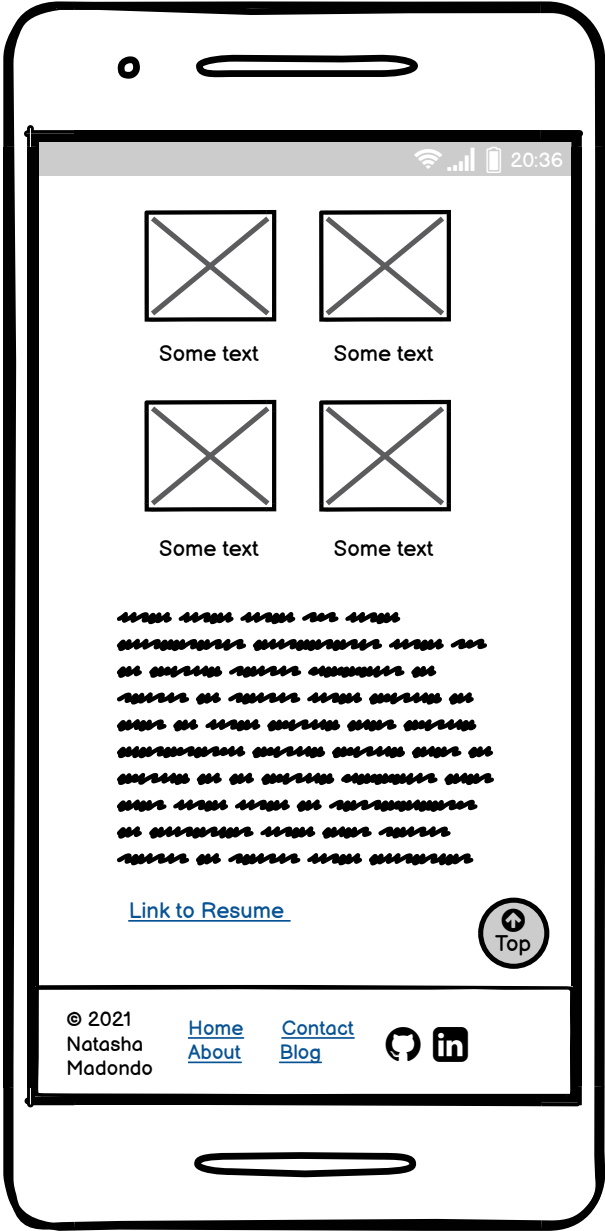 20:36
Some text Some text
Some text Some text
Link to Resume
Top
© 2021
Natasha
Madondo
Home Contact
About Blog
in